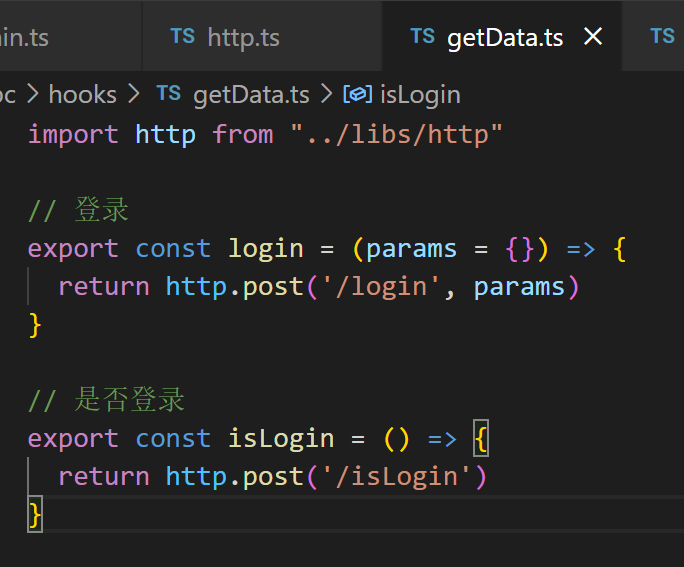 in.ts TS http.ts TS getData.ts × TS
oc > hooks > TS getData.ts > isLogin
import http from "../libs/http"
// 登录
export const login = (params = {}) => {
return http.post('/login', params)
}
// 是否登录
export const isLogin = () => {
return http.post('/isLogin')
}